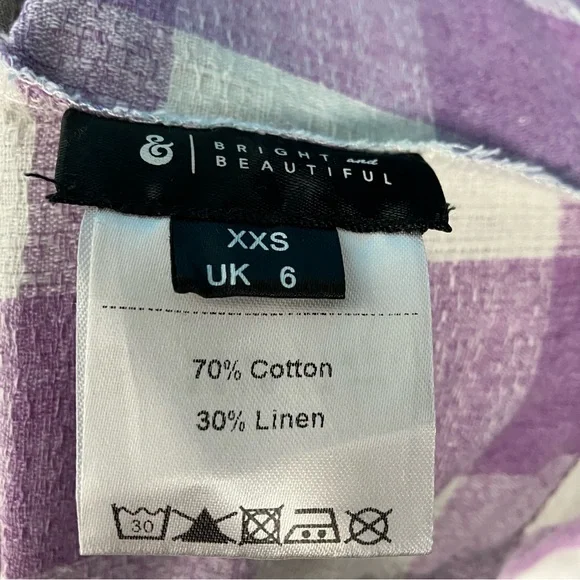 & | BRIGHT and
BEAUTIFUL
XXS
UK 6
70% Cotton
30% Linen
30